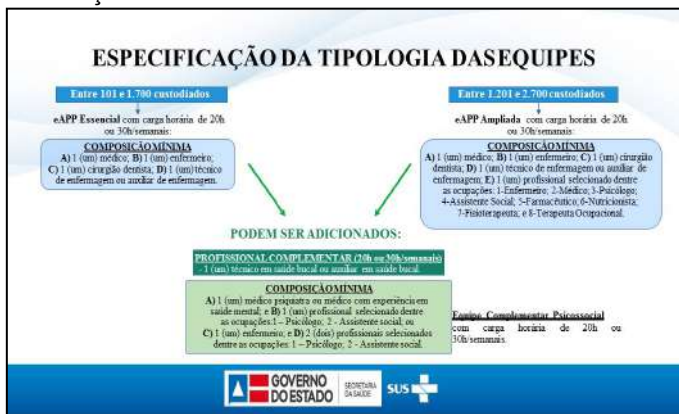 ESPECIFICAÇÃO DA TIPOLOGIA DASEQUIPES
Entre 101 e 1.700 custodiados
eAPP Essencial com carga horária de 20h
ou 30h/semanais:
COMPOSIÇÃO MÍNIMA
A) 1 (um) médico; B) 1 (um) enfermeiro;
C) 1 (um) cirurgião dentista; D) 1 (um) técnico
de enfermagem ou auxiliar de enfermagem.
Entre 1.201 e 2.700 custodiados
eAPP Ampliada com carga horária de 20h
ou 30h/semanais:
COMPOSIÇÃO MÍNIMA
A) 1 (um) médico; B) 1 (um) enfermeiro; C) 1 (um) cirurgião
dentista; D) 1 (um) técnico de enfermagem ou auxiliar de
enfermagem; E) 1 (um) profissional selecionado dentre
as ocupações: 1-Enfermeiro; 2-Médico; 3-Psicólogo;
4-Assistente Social; 5-Farmacêutico; 6-Nutricionista;
7-Fisioterapeuta; e 8-Terapeuta Ocupacional.
PODEM SER ADICIONADOS:
PROFISSIONAL COMPLEMENTAR (20h ou 30h/semanais)
- 1 (um) técnico em saúde bucal ou auxiliar em saúde bucal.
COMPOSIÇÃO MÍNIMA
A) 1 (um) médico psiquiatra ou médico com experiência em
saúde mental; e B) 1 (um) profissional selecionado dentre
as ocupações:1 – Psicólogo; 2 - Assistente social; ou
C) 1 (um) enfermeiro; e D) 2 (dois) profissionais selecionados
dentre as ocupações: 1 – Psicólogo; 2 - Assistente social.
Equipe Complementar Psicossocial
com carga horária de 20h ou
30h/semanais.
GOVERNO
DO ESTADO
SECRETARIA
DA SAÚDE
SUS